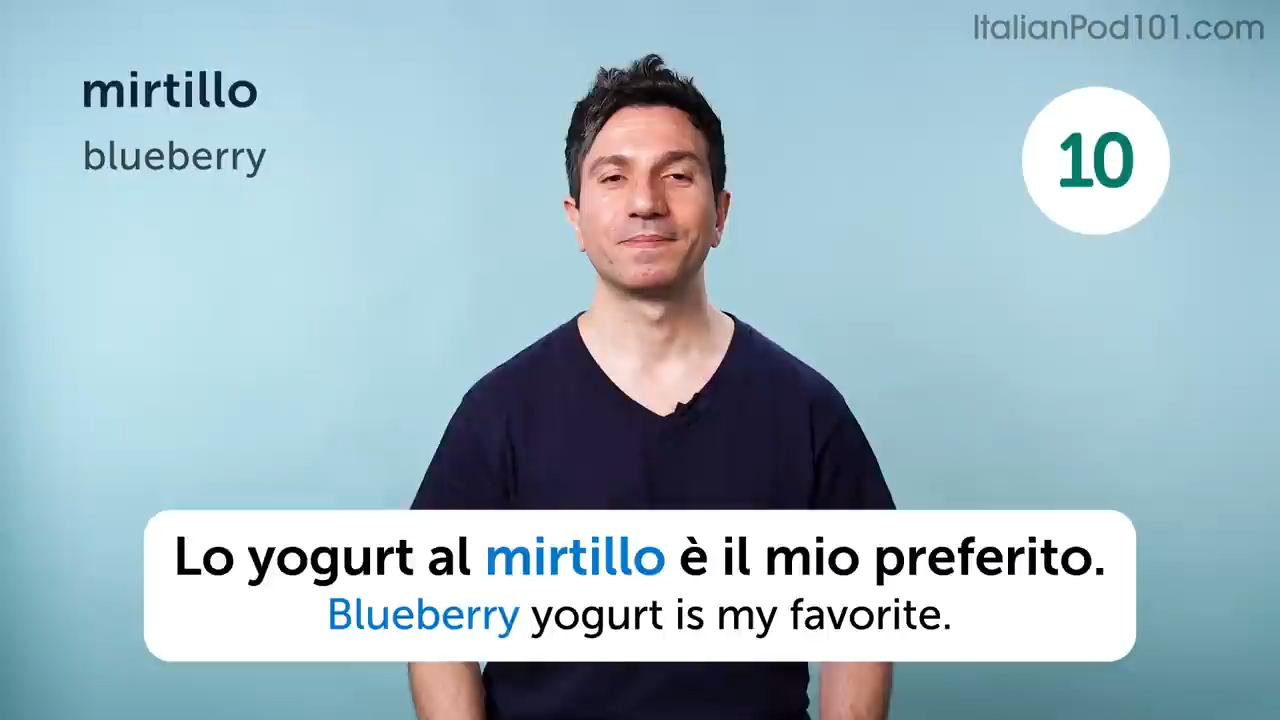 ItalianPod101.com
mirtillo
blueberry
10
Lo yogurt al mirtillo è il mio preferito.
Blueberry yogurt is my favorite.